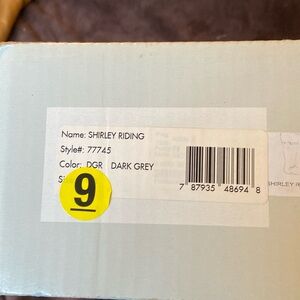 Name: SHIRLEY RIDING
Style#: 77745
Color: DGR DARK GREY
9
7 87935 48694 8
SHIRLEY